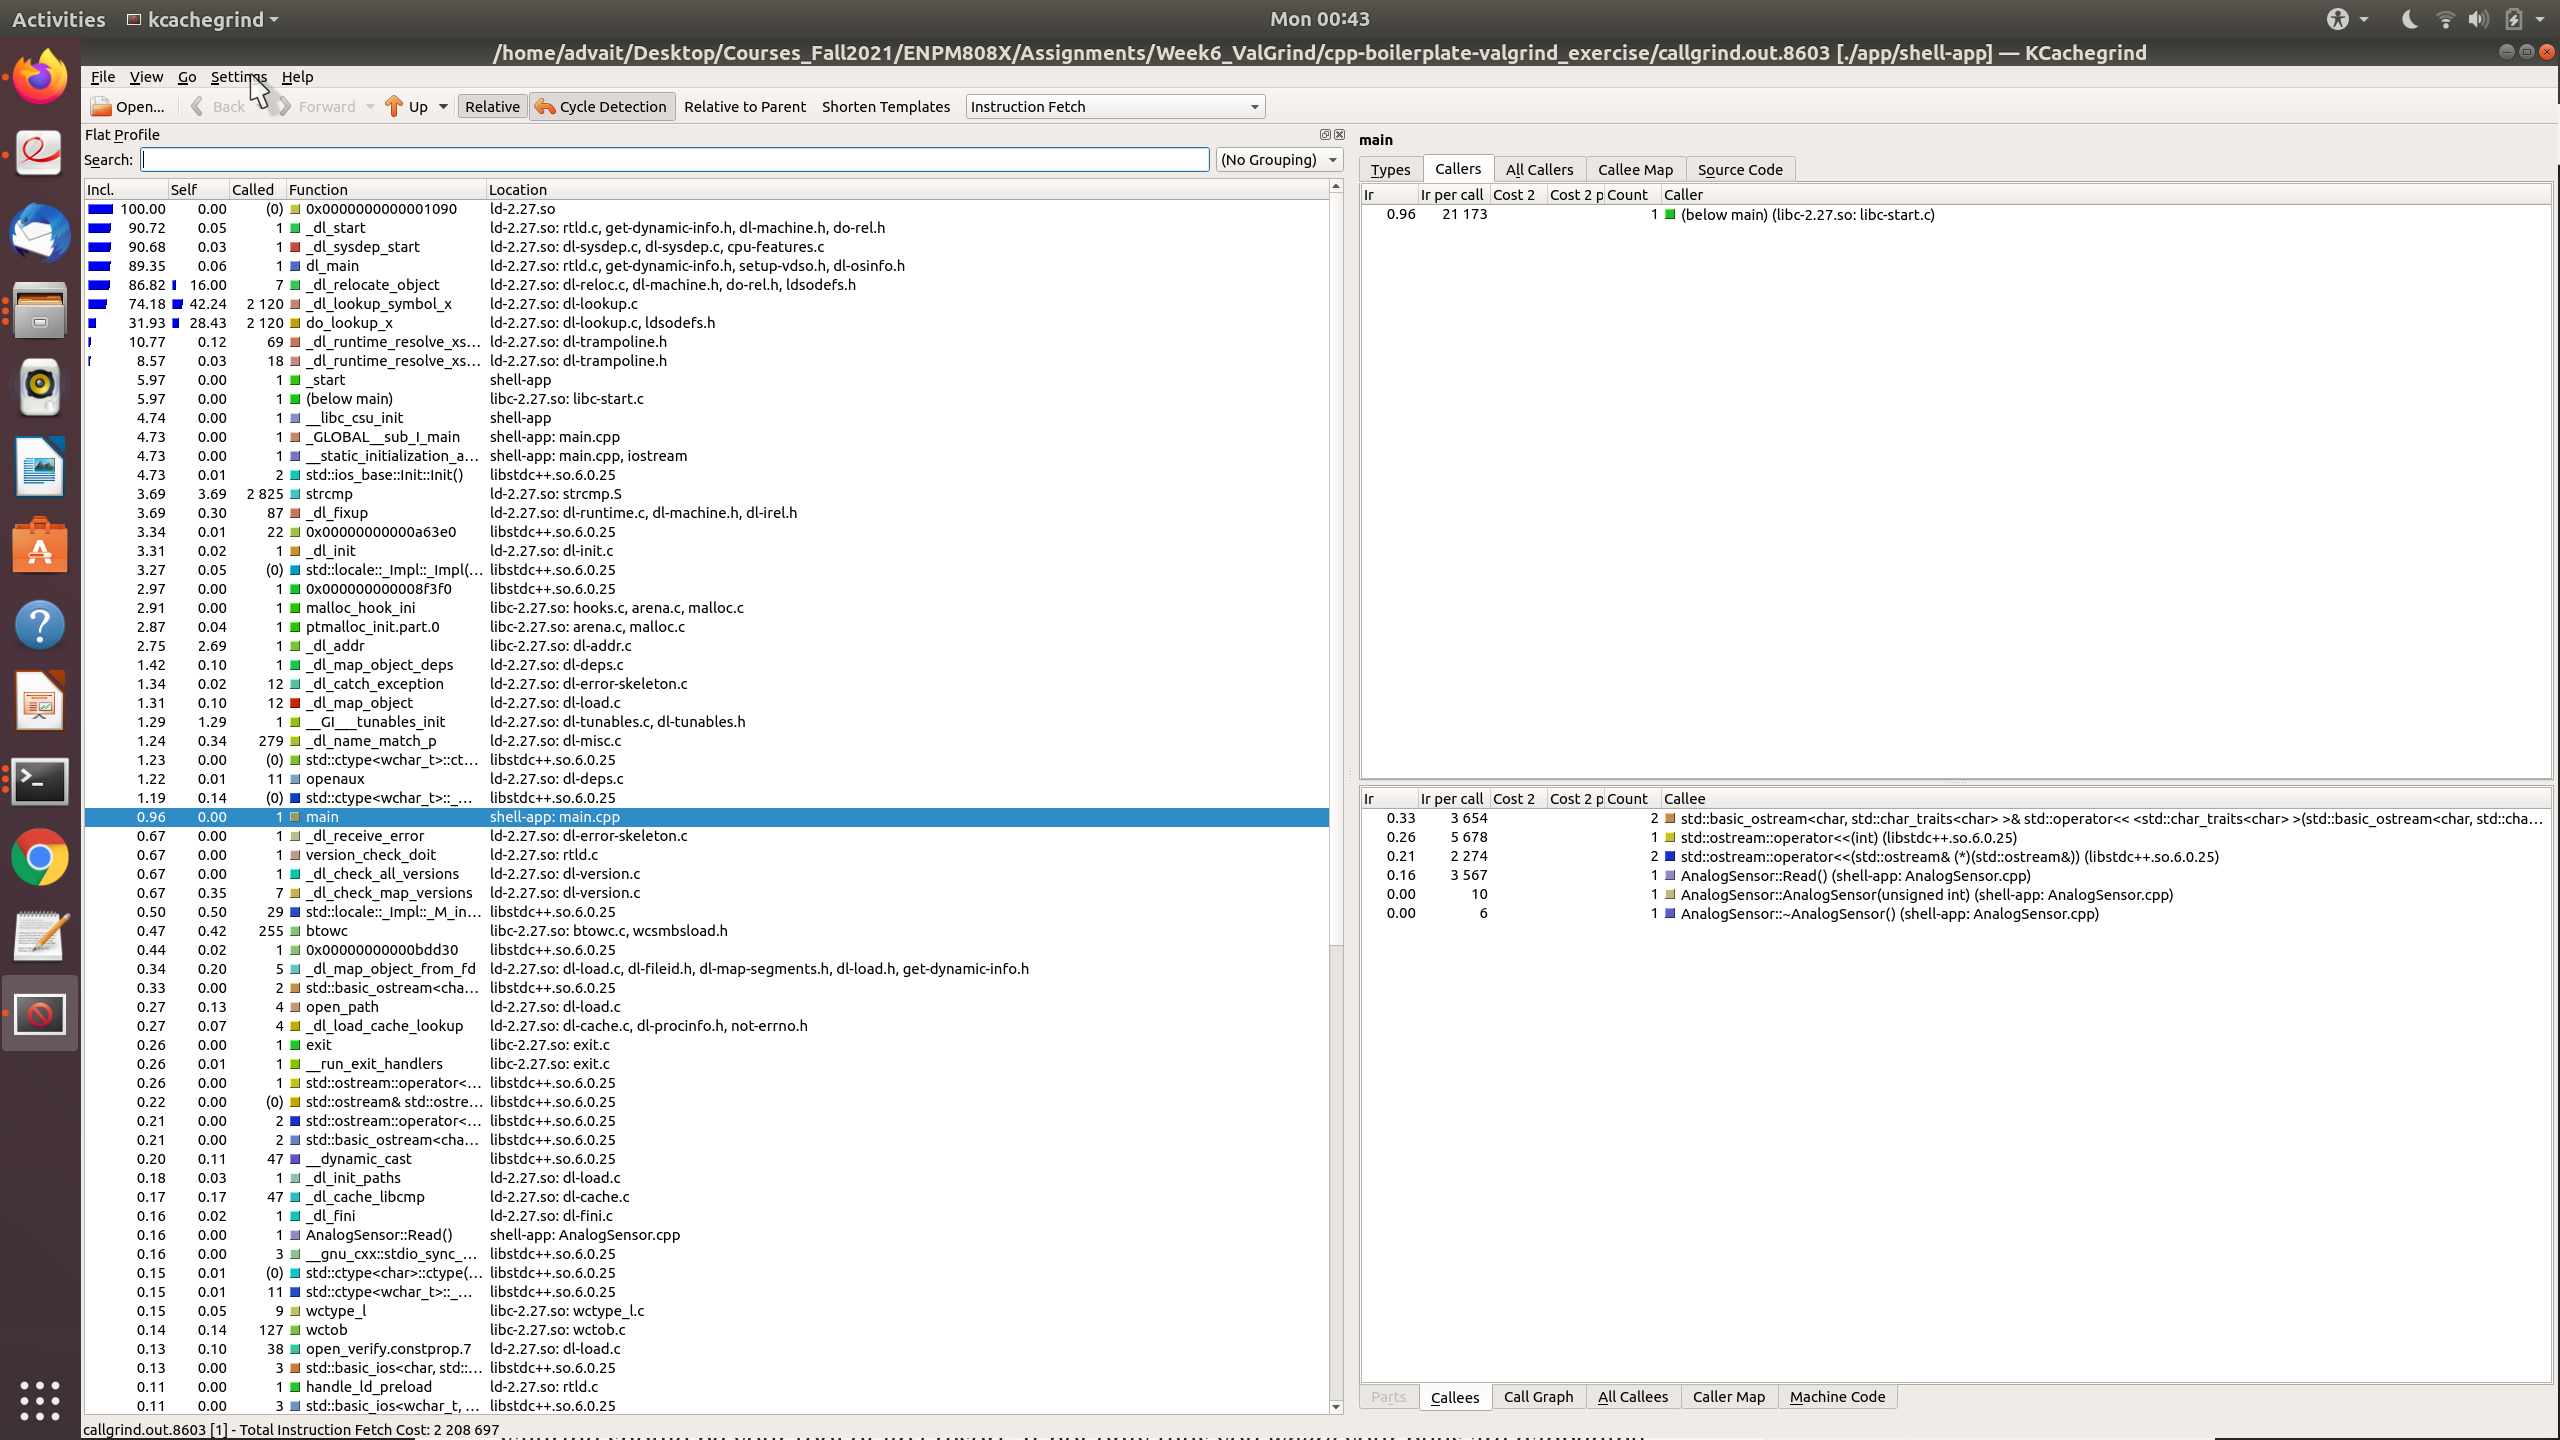 Activities kcachegrind Mon 00:43
/home/advait/Desktop/Courses_Fall2021/ENPM808X/Assignments/Week6_ValGrind/cpp-boilerplate-valgrind_exercise/callgrind.out.8603 [./app/shell-app] — KCachegrind
File View Go Settings Help
Open... Back Forward Up Relative Cycle Detection Relative to Parent Shorten Templates Instruction Fetch
Flat Profile
Search: (No Grouping)
Incl. Self Called Function Location
100.00 0.00 (0) 0x0000000000001090 ld-2.27.so
90.72 0.05 1 _dl_start ld-2.27.so: rtld.c, get-dynamic-info.h, dl-machine.h, do-rel.h
90.68 0.03 1 _dl_sysdep_start ld-2.27.so: dl-sysdep.c, dl-sysdep.c, cpu-features.c
89.35 0.06 1 dl_main ld-2.27.so: rtld.c, get-dynamic-info.h, setup-vdso.h, dl-osinfo.h
86.82 16.00 7 _dl_relocate_object ld-2.27.so: dl-reloc.c, dl-machine.h, do-rel.h, ldsodefs.h
74.18 42.24 2 120 _dl_lookup_symbol_x ld-2.27.so: dl-lookup.c
31.93 28.43 2 120 do_lookup_x ld-2.27.so: dl-lookup.c, ldsodefs.h
10.77 0.12 69 _dl_runtime_resolve_xs... ld-2.27.so: dl-trampoline.h
8.57 0.03 18 _dl_runtime_resolve_xs... ld-2.27.so: dl-trampoline.h
5.97 0.00 1 _start shell-app
5.97 0.00 1 (below main) libc-2.27.so: libc-start.c
4.74 0.00 1 __libc_csu_init shell-app
4.73 0.00 1 _GLOBAL__sub_I_main shell-app: main.cpp
4.73 0.00 1 __static_initialization_a... shell-app: main.cpp, iostream
4.73 0.01 2 std::ios_base::Init::Init() libstdc++.so.6.0.25
3.69 3.69 2 825 strcmp ld-2.27.so: strcmp.S
3.69 0.30 87 _dl_fixup ld-2.27.so: dl-runtime.c, dl-machine.h, dl-irel.h
3.34 0.01 22 0x00000000000a63e0 libstdc++.so.6.0.25
3.31 0.02 1 _dl_init ld-2.27.so: dl-init.c
3.27 0.05 (0) std::locale::_Impl::_Impl(... libstdc++.so.6.0.25
2.97 0.00 1 0x000000000008f3f0 libstdc++.so.6.0.25
2.91 0.00 1 malloc_hook_ini libc-2.27.so: hooks.c, arena.c, malloc.c
2.87 0.04 1 ptmalloc_init.part.0 libc-2.27.so: arena.c, malloc.c
2.75 2.69 1 _dl_addr libc-2.27.so: dl-addr.c
1.42 0.10 1 _dl_map_object_deps ld-2.27.so: dl-deps.c
1.34 0.02 12 _dl_catch_exception ld-2.27.so: dl-error-skeleton.c
1.31 0.10 12 _dl_map_object ld-2.27.so: dl-load.c
1.29 1.29 1 __GI___tunables_init ld-2.27.so: dl-tunables.c, dl-tunables.h
1.24 0.34 279 _dl_name_match_p ld-2.27.so: dl-misc.c
1.23 0.00 (0) std::ctype<wchar_t>::ct... libstdc++.so.6.0.25
1.22 0.01 11 openaux ld-2.27.so: dl-deps.c
1.19 0.14 (0) std::ctype<wchar_t>::_... libstdc++.so.6.0.25
0.96 0.00 1 main shell-app: main.cpp
0.67 0.00 1 _dl_receive_error ld-2.27.so: dl-error-skeleton.c
0.67 0.00 1 version_check_doit ld-2.27.so: rtld.c
0.67 0.00 1 _dl_check_all_versions ld-2.27.so: dl-version.c
0.67 0.35 7 _dl_check_map_versions ld-2.27.so: dl-version.c
0.50 0.50 29 std::locale::_Impl::_M_in... libstdc++.so.6.0.25
0.47 0.42 255 btowc libc-2.27.so: btowc.c, wcsmbsload.h
0.44 0.02 1 0x00000000000bdd30 libstdc++.so.6.0.25
0.34 0.20 5 _dl_map_object_from_fd ld-2.27.so: dl-load.c, dl-fileid.h, dl-map-segments.h, dl-load.h, get-dynamic-info.h
0.33 0.00 2 std::basic_ostream<cha... libstdc++.so.6.0.25
0.27 0.13 4 open_path ld-2.27.so: dl-load.c
0.27 0.07 4 _dl_load_cache_lookup ld-2.27.so: dl-cache.c, dl-procinfo.h, not-errno.h
0.26 0.00 1 exit libc-2.27.so: exit.c
0.26 0.01 1 __run_exit_handlers libc-2.27.so: exit.c
0.26 0.00 1 std::ostream::operator<... libstdc++.so.6.0.25
0.22 0.00 (0) std::ostream& std::ostre... libstdc++.so.6.0.25
0.21 0.00 2 std::ostream::operator<... libstdc++.so.6.0.25
0.21 0.00 2 std::basic_ostream<cha... libstdc++.so.6.0.25
0.20 0.11 47 __dynamic_cast libstdc++.so.6.0.25
0.18 0.03 1 _dl_init_paths ld-2.27.so: dl-load.c
0.17 0.17 47 _dl_cache_libcmp ld-2.27.so: dl-cache.c
0.16 0.02 1 _dl_fini ld-2.27.so: dl-fini.c
0.16 0.00 1 AnalogSensor::Read() shell-app: AnalogSensor.cpp
0.16 0.00 3 __gnu_cxx::stdio_sync_... libstdc++.so.6.0.25
0.15 0.01 (0) std::ctype<char>::ctype(... libstdc++.so.6.0.25
0.15 0.01 11 std::ctype<wchar_t>::_... libstdc++.so.6.0.25
0.15 0.05 9 wctype_l libc-2.27.so: wctype_l.c
0.14 0.14 127 wctob libc-2.27.so: wctob.c
0.13 0.10 38 open_verify.constprop.7 ld-2.27.so: dl-load.c
0.13 0.00 3 std::basic_ios<char, std::... libstdc++.so.6.0.25
0.11 0.00 1 handle_ld_preload ld-2.27.so: rtld.c
0.11 0.00 3 std::basic_ios<wchar_t, ... libstdc++.so.6.0.25
callgrind.out.8603 [1] - Total Instruction Fetch Cost: 2 208 697
main
Types Callers All Callers Callee Map Source Code
Ir Ir per call Cost 2 Cost 2 p Count Caller
0.96 21 173 1 (below main) (libc-2.27.so: libc-start.c)
Ir Ir per call Cost 2 Cost 2 p Count Callee
0.33 3 654 2 std::basic_ostream<char, std::char_traits<char> >& std::operator<< <std::char_traits<char> >(std::basic_ostream<char, std::cha...
0.26 5 678 1 std::ostream::operator<<(int) (libstdc++.so.6.0.25)
0.21 2 274 2 std::ostream::operator<<(std::ostream& (*)(std::ostream&)) (libstdc++.so.6.0.25)
0.16 3 567 1 AnalogSensor::Read() (shell-app: AnalogSensor.cpp)
0.00 10 1 AnalogSensor::AnalogSensor(unsigned int) (shell-app: AnalogSensor.cpp)
0.00 6 1 AnalogSensor::~AnalogSensor() (shell-app: AnalogSensor.cpp)
Parts Callees Call Graph All Callees Caller Map Machine Code